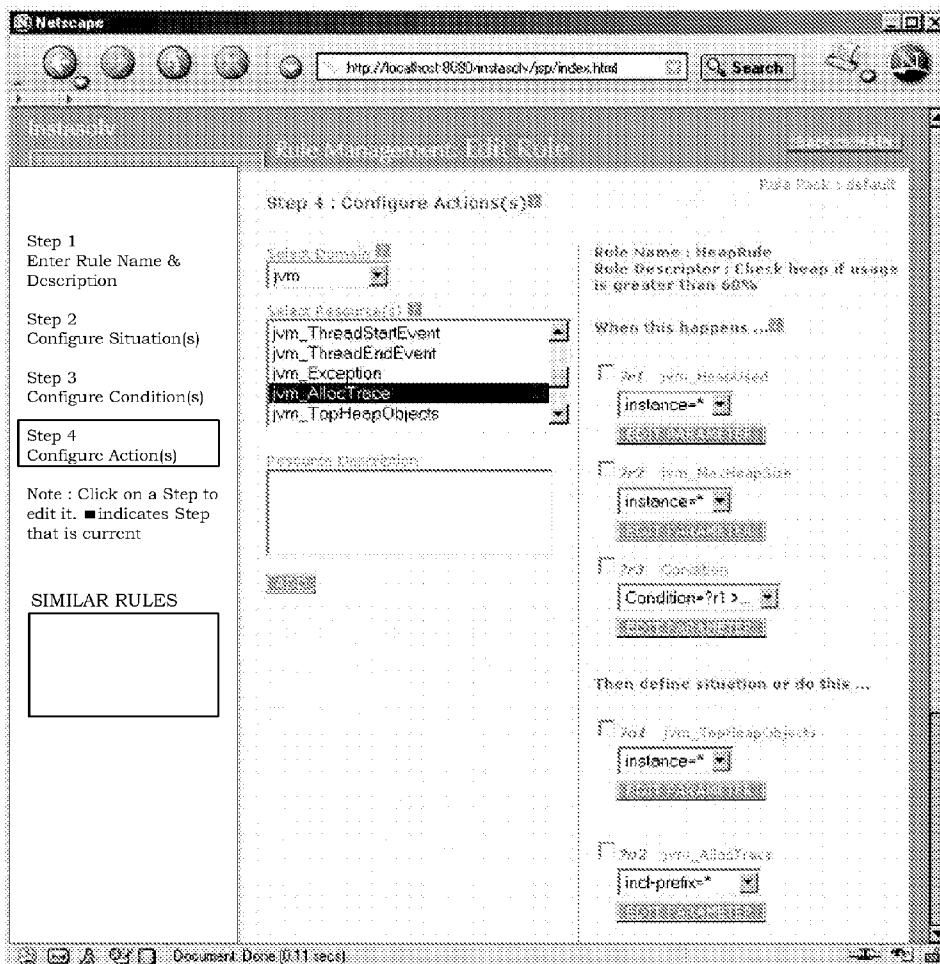 Netscape
http://localhost:8080/instasolv/jsp/index.html
Search
Instasolv
Rule Management: Edit Rule
Rule Pack : default
Step 4 : Configure Actions(s)
Step 1
Enter Rule Name &
Description
Step 2
Configure Situation(s)
Step 3
Configure Condition(s)
Step 4
Configure Action(s)
Note : Click on a Step to
edit it. ■ indicates Step
that is current
SIMILAR RULES
Select Domain
jvm
Select Resource(s)
jvm_ThreadStartEvent
jvm_ThreadEndEvent
jvm_Exception
jvm_AllocTrace
jvm_TopHeapObjects
Resource Description
Rule Name : HeapRule
Rule Descriptor : Check heap if usage
is greater than 60%
When this happens ...
?r1 jvm_HeapUsed
instance=*
?r2 jvm_MaxHeapSize
instance=*
?r3 Condition
Condition=?r1 >...
Then define situation or do this ...
?a1 jvm_TopHeapObjects
instance=*
?a2 jvm_AllocTrace
incl-prefix=*
Document: Done (0.11 secs)